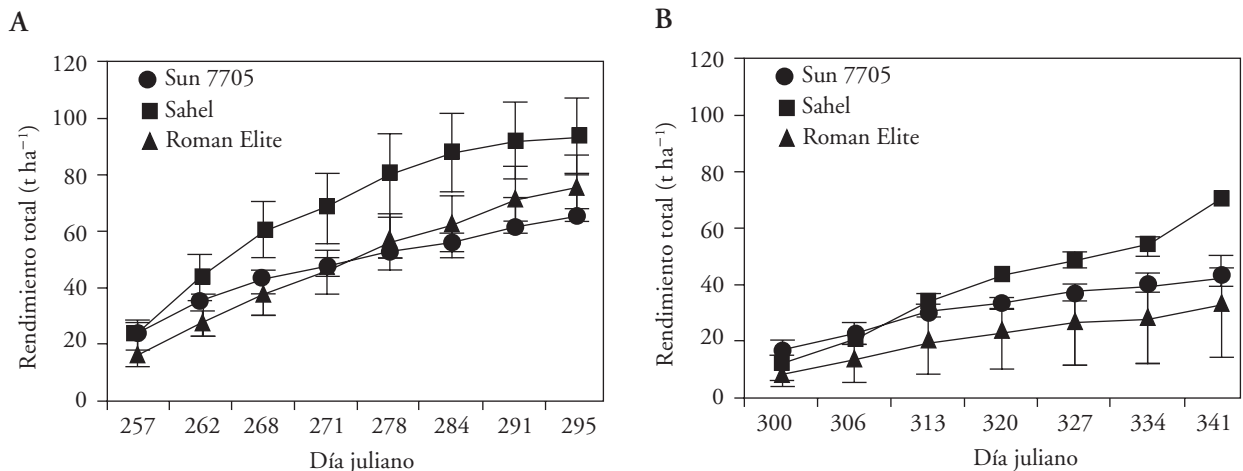 A
Rendimiento total (t ha⁻¹)
120
100
80
60
40
20
0
Sun 7705
Sahel
Roman Elite
257 262 268 271 278 284 291 295
Día juliano
B
Rendimiento total (t ha⁻¹)
120
100
80
60
40
20
0
Sun 7705
Sahel
Roman Elite
300 306 313 320 327 334 341
Día juliano